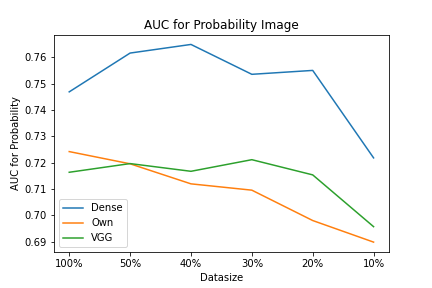 AUC for Probability Image
AUC for Probability
0.76
0.75
0.74
0.73
0.72
0.71
0.70
0.69
Dense
Own
VGG
100%
50%
40%
30%
20%
10%
Datasize